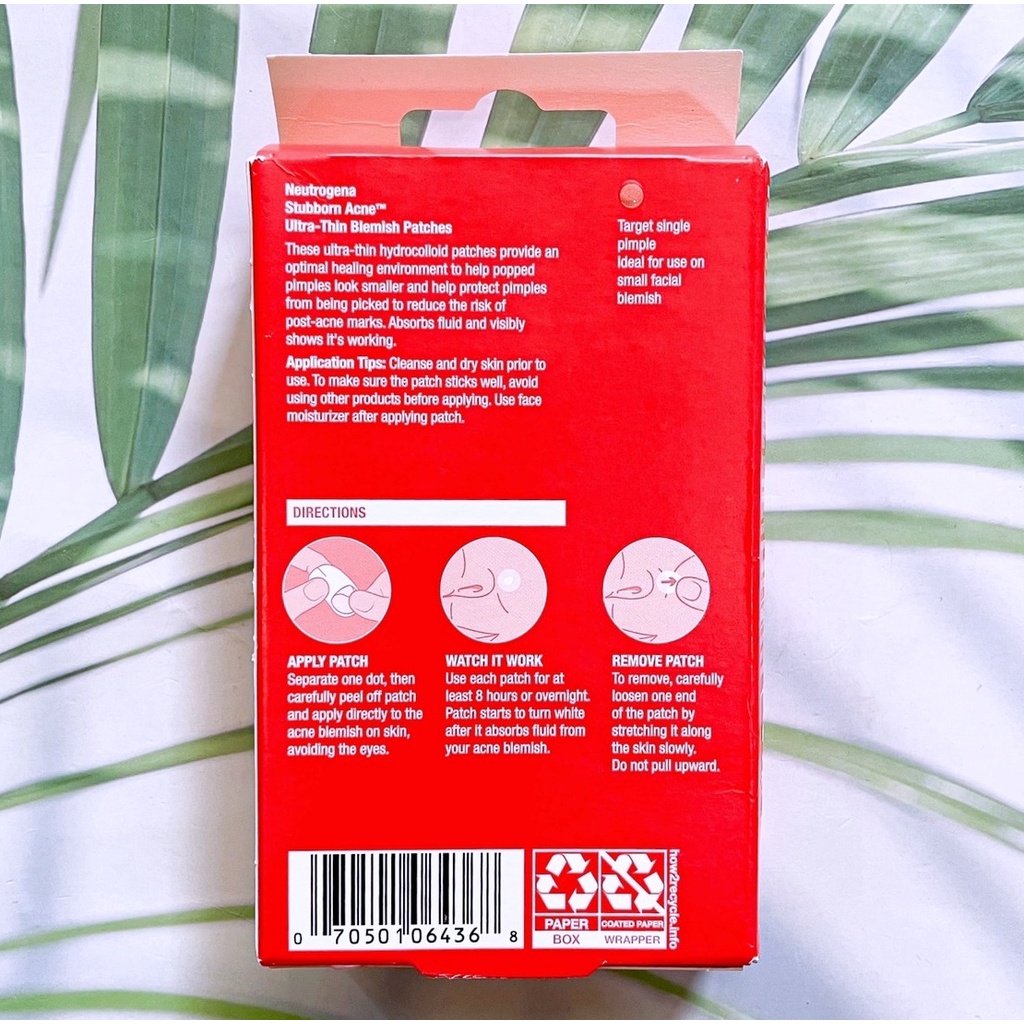 Neutrogena
Stubborn Acne™
Ultra-Thin Blemish Patches
These ultra-thin hydrocolloid patches provide an
optimal healing environment to help popped
pimples look smaller and help protect pimples
from being picked to reduce the risk of
post-acne marks. Absorbs fluid and visibly
shows it's working.
Application Tips: Cleanse and dry skin prior to
use. To make sure the patch sticks well, avoid
using other products before applying. Use face
moisturizer after applying patch.
Target single
pimple
Ideal for use on
small facial
blemish
DIRECTIONS
APPLY PATCH
Separate one dot, then
carefully peel off patch
and apply directly to the
acne blemish on skin,
avoiding the eyes.
WATCH IT WORK
Use each patch for at
least 8 hours or overnight.
Patch starts to turn white
after it absorbs fluid from
your acne blemish.
REMOVE PATCH
To remove, carefully
loosen one end
of the patch by
stretching it along
the skin slowly.
Do not pull upward.
0 70501 06436 8
PAPER
BOX
COATED PAPER
WRAPPER
how2recycle.info